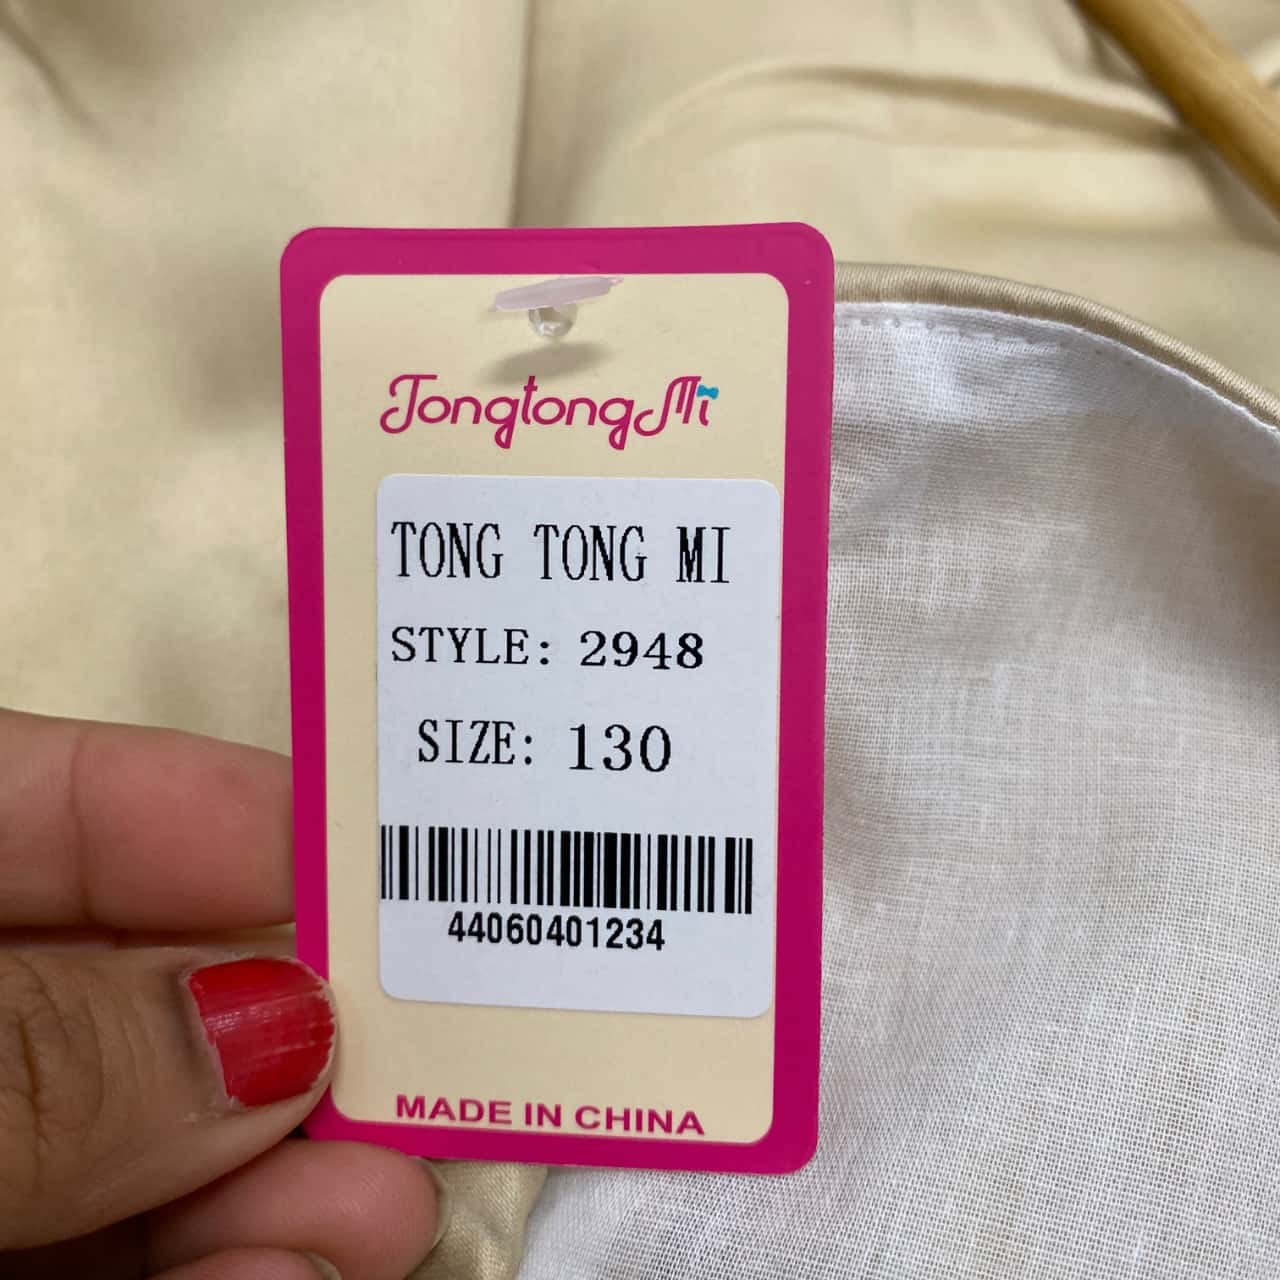 TongtongMi
TONG TONG MI
STYLE: 2948
SIZE: 130
44060401234
MADE IN CHINA